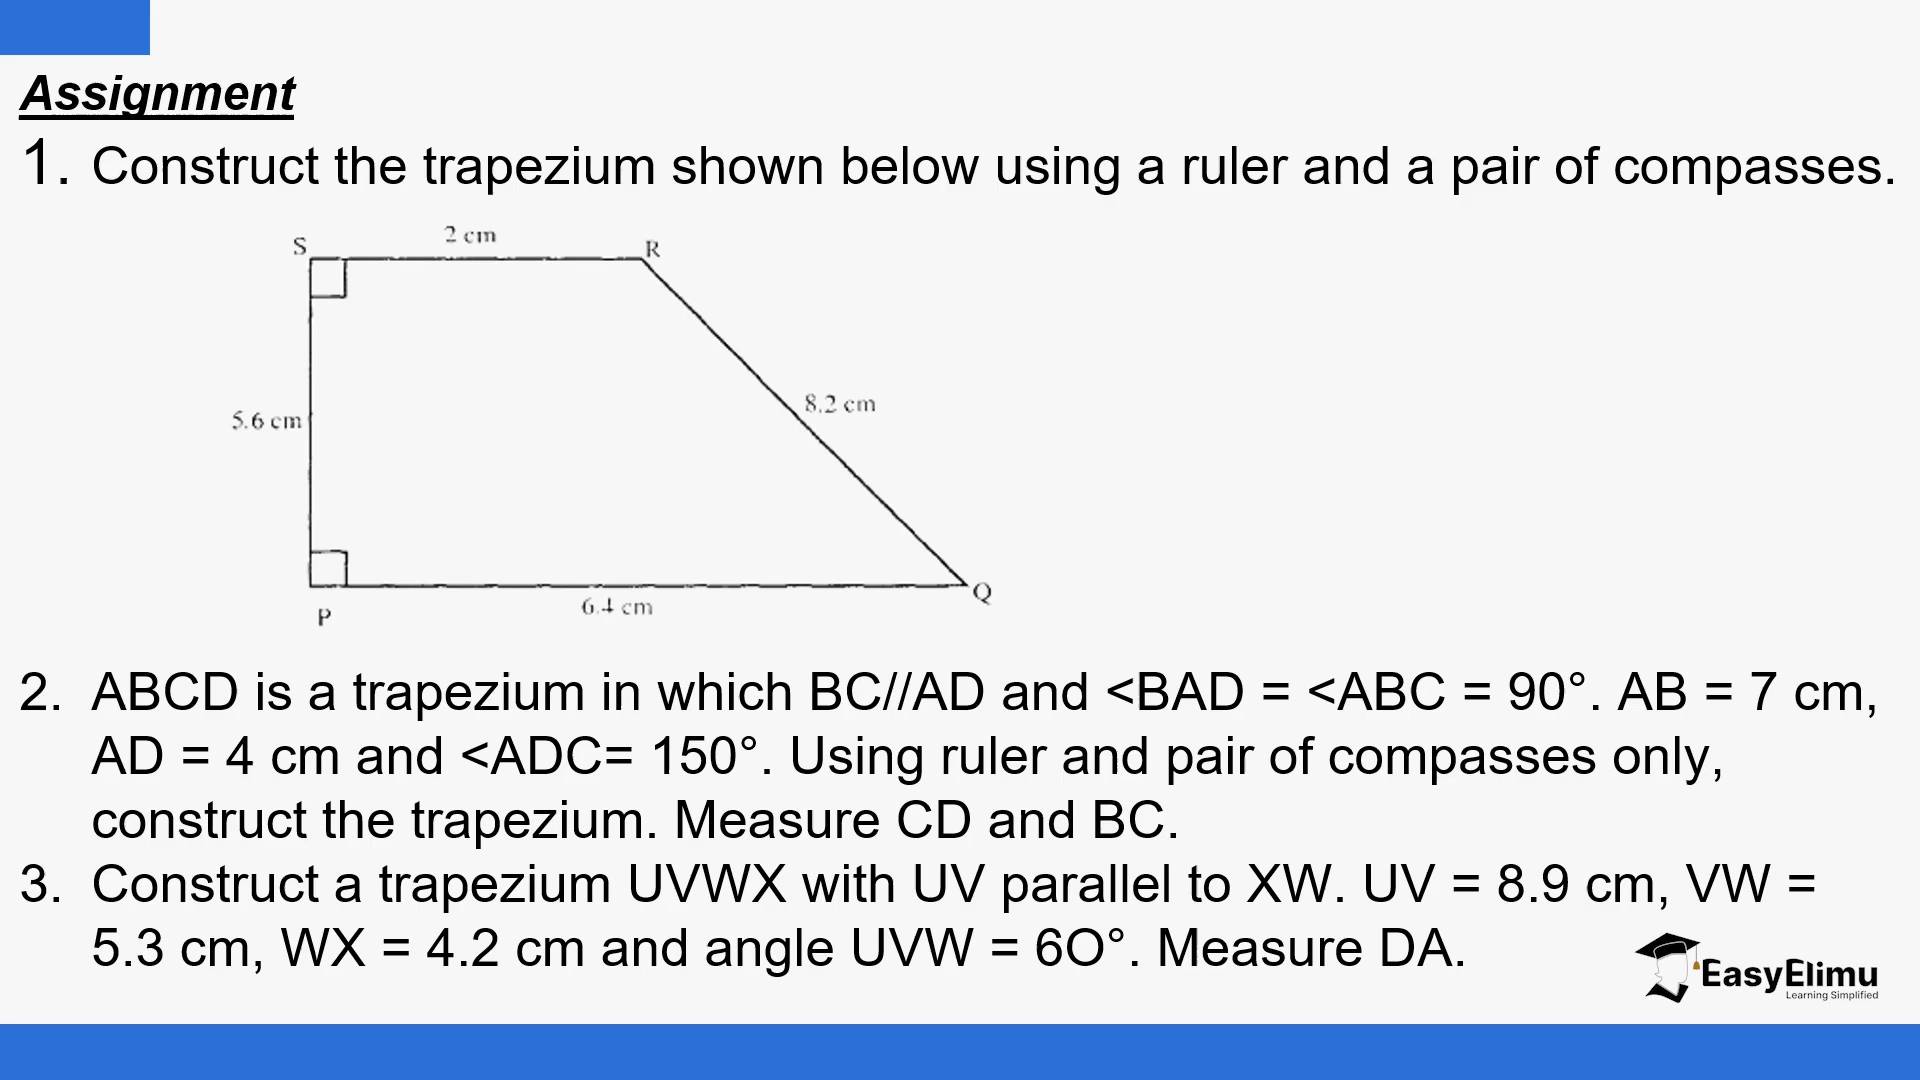 Assignment
1. Construct the trapezium shown below using a ruler and a pair of compasses.
S 2 cm R
8.2 cm
5.6 cm
6.4 cm Q
P
2. ABCD is a trapezium in which BC//AD and <BAD = <ABC = 90°. AB = 7 cm,
AD = 4 cm and <ADC= 150°. Using ruler and pair of compasses only,
construct the trapezium. Measure CD and BC.
3. Construct a trapezium UVWX with UV parallel to XW. UV = 8.9 cm, VW =
5.3 cm, WX = 4.2 cm and angle UVW = 6O°. Measure DA.
EasyElimu
Learning Simplified